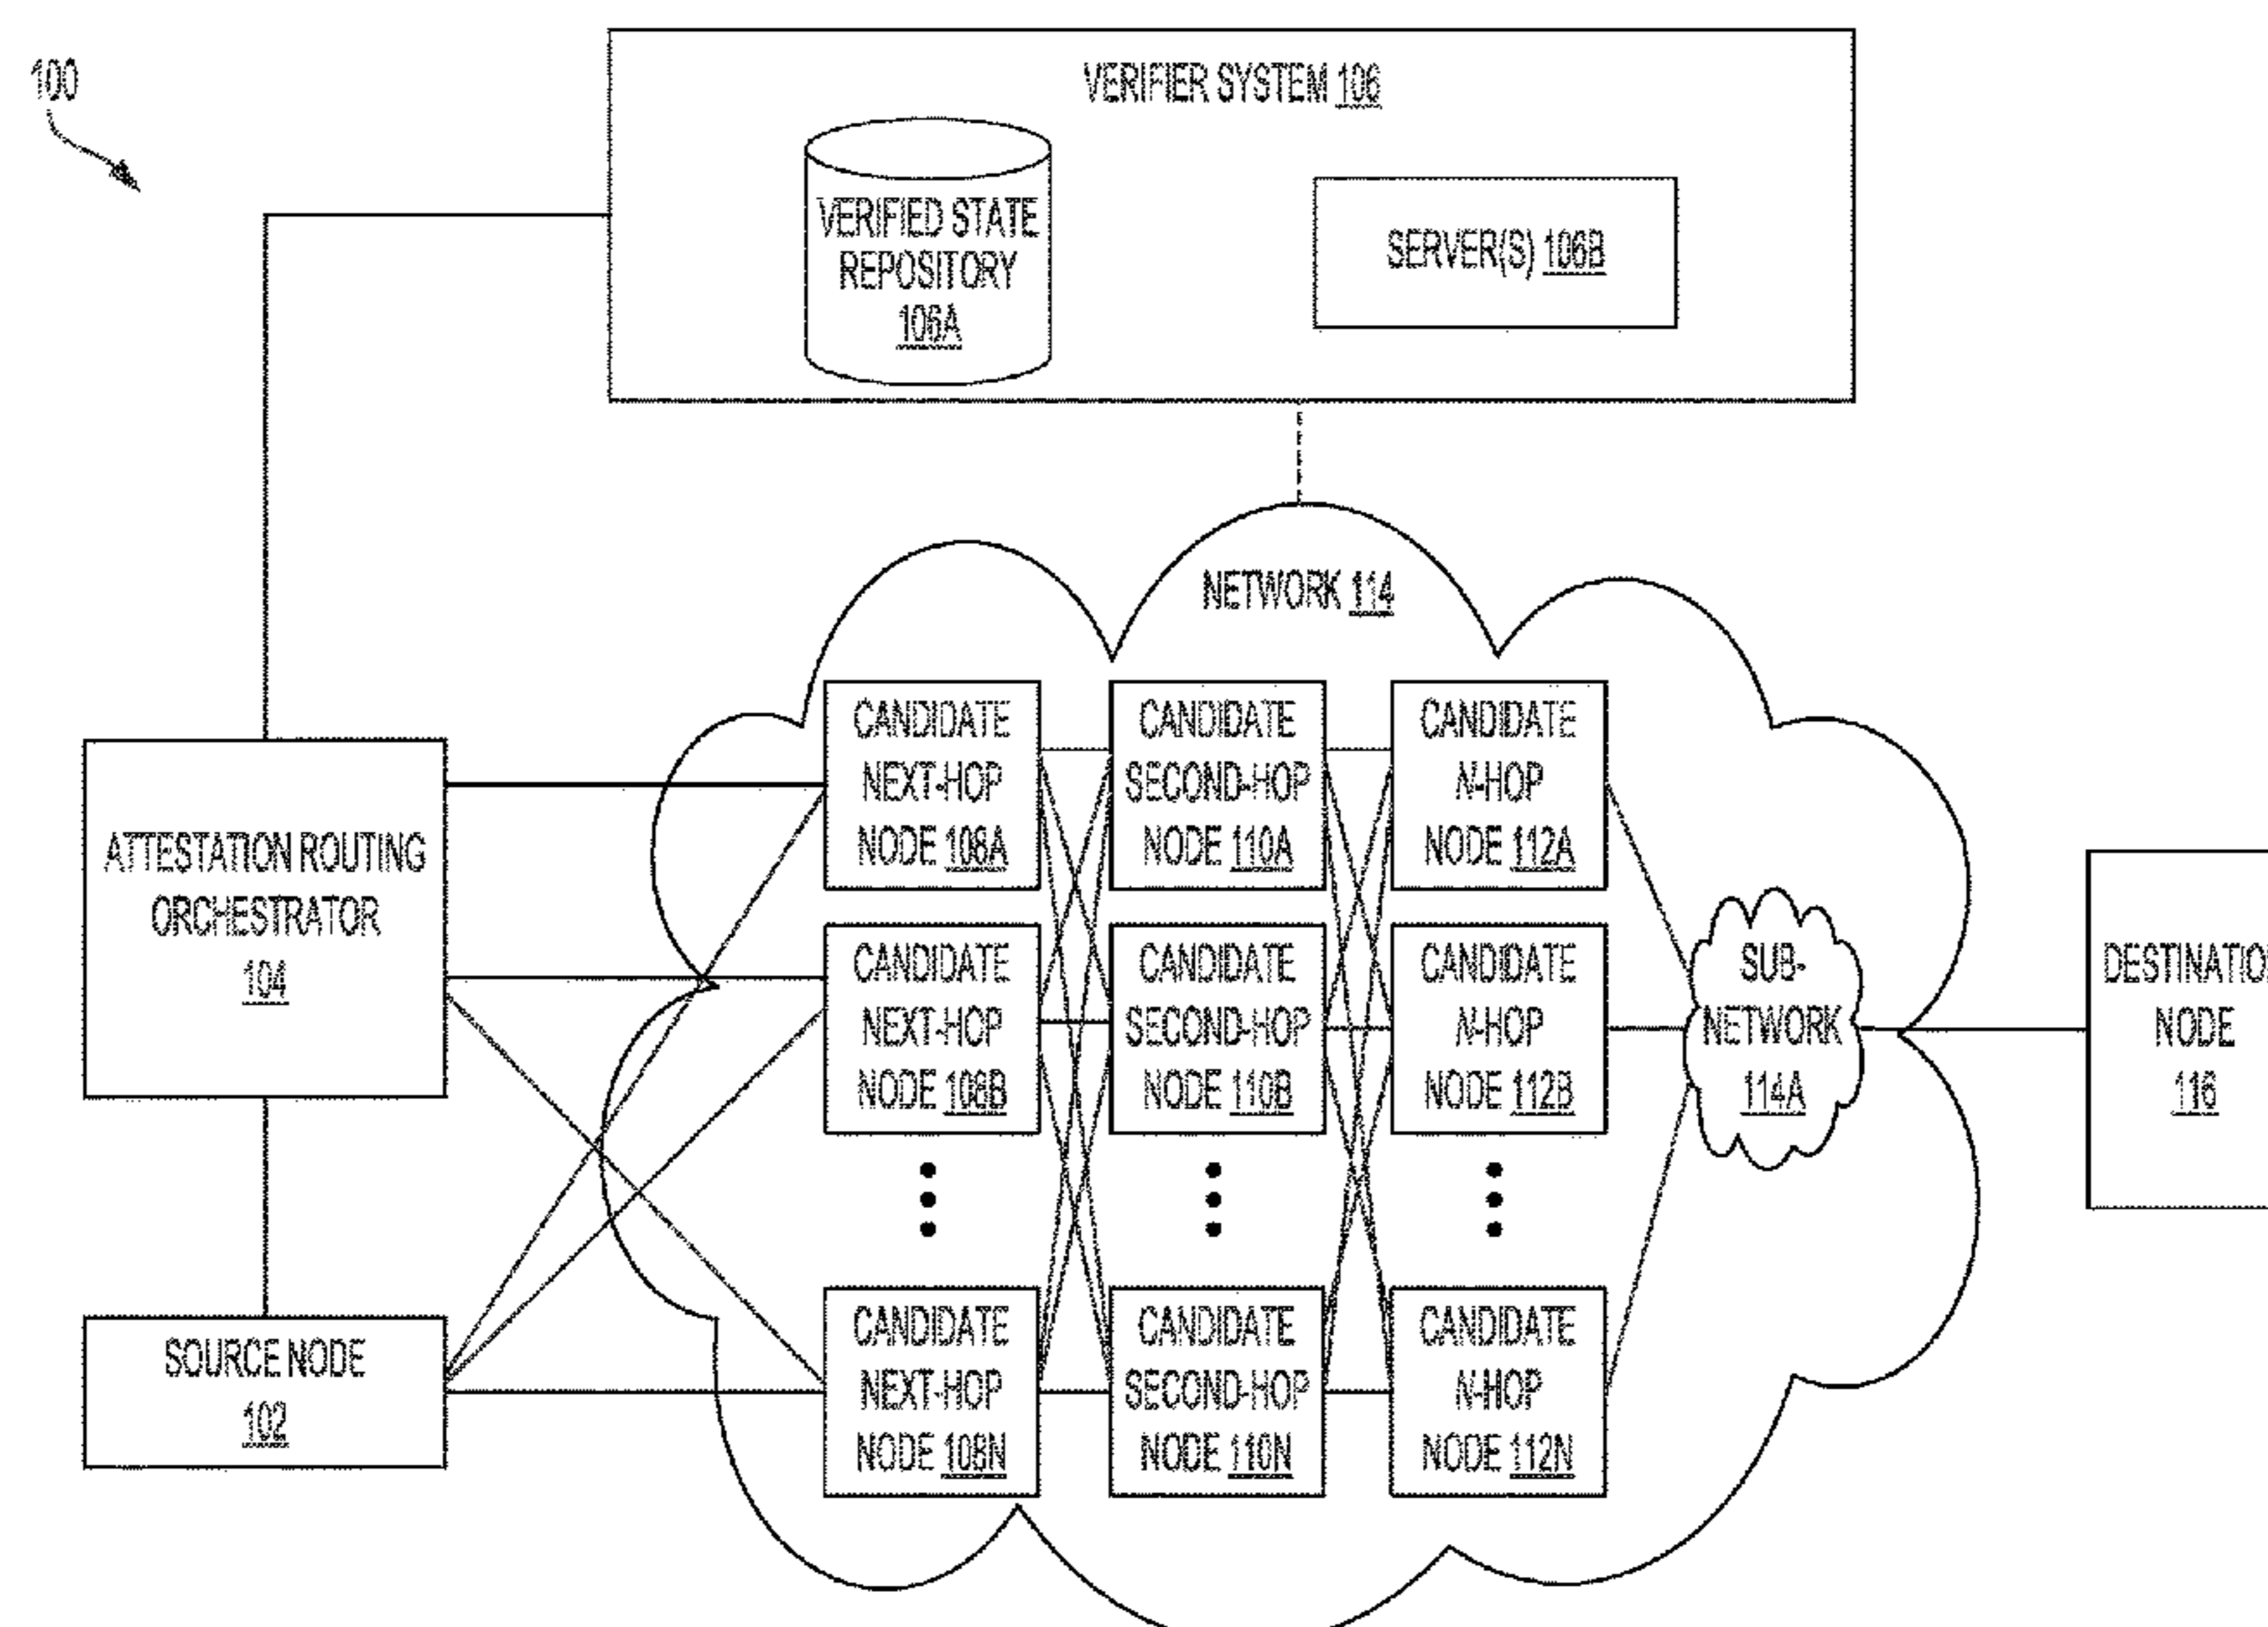 100
VERIFIER SYSTEM 106
VERIFIED STATE
REPOSITORY
106A
SERVER(S) 106B
NETWORK 114
ATTESTATION ROUTING
ORCHESTRATOR
104
SOURCE NODE
102
CANDIDATE
NEXT-HOP
NODE 108A
CANDIDATE
SECOND-HOP
NODE 110A
CANDIDATE
N-HOP
NODE 112A
CANDIDATE
NEXT-HOP
NODE 108B
CANDIDATE
SECOND-HOP
NODE 110B
CANDIDATE
N-HOP
NODE 112B
CANDIDATE
NEXT-HOP
NODE 108N
CANDIDATE
SECOND-HOP
NODE 110N
CANDIDATE
N-HOP
NODE 112N
SUB-
NETWORK
114A
DESTINATION
NODE
116